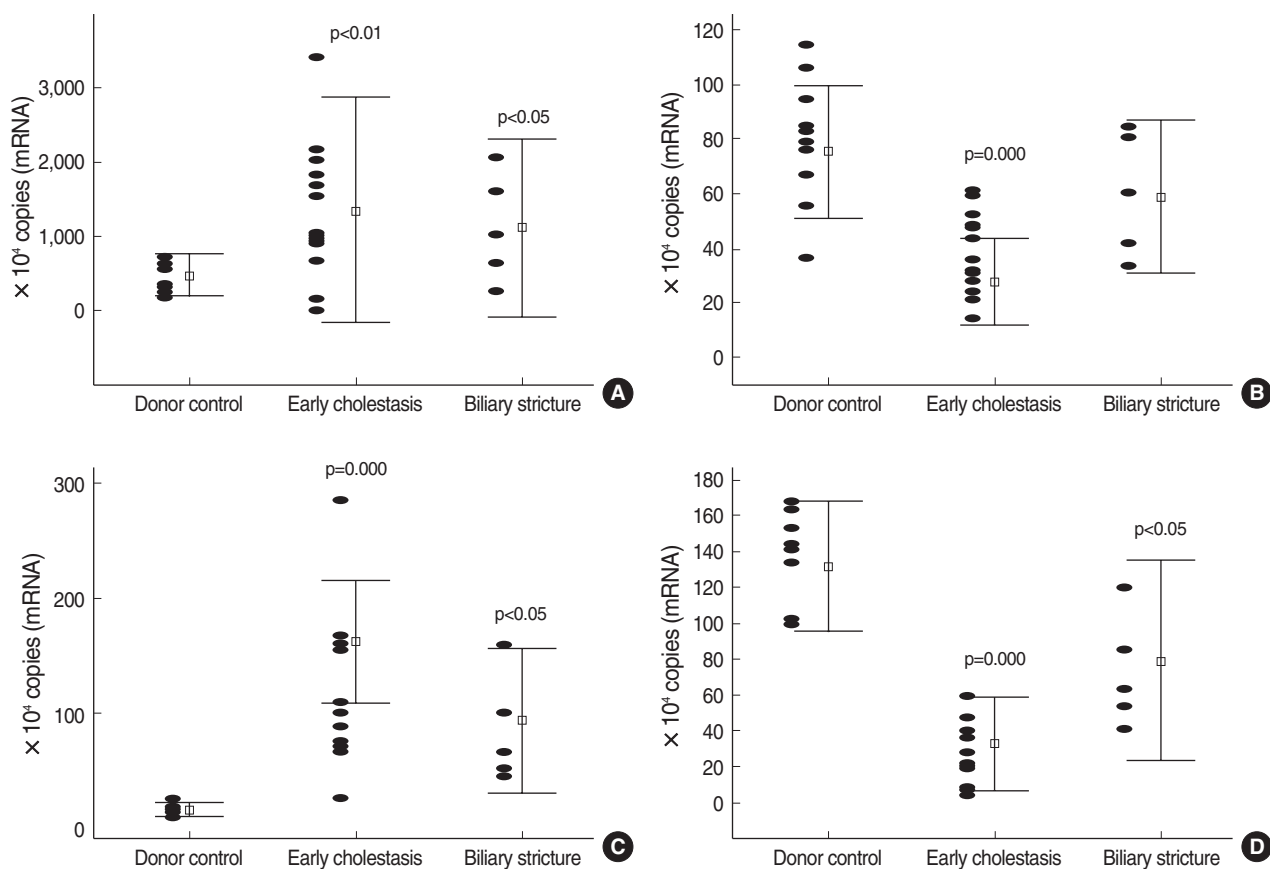 p<0.01
p<0.05
3,000
2,000
1,000
0
× 10⁴ copies (mRNA)
Donor control
Early cholestasis
Biliary stricture
A
p=0.000
120
100
80
60
40
20
0
× 10⁴ copies (mRNA)
Donor control
Early cholestasis
Biliary stricture
B
p=0.000
p<0.05
300
200
100
0
× 10⁴ copies (mRNA)
Donor control
Early cholestasis
Biliary stricture
C
p<0.05
p=0.000
180
160
140
120
100
80
60
40
20
0
× 10⁴ copies (mRNA)
Donor control
Early cholestasis
Biliary stricture
D